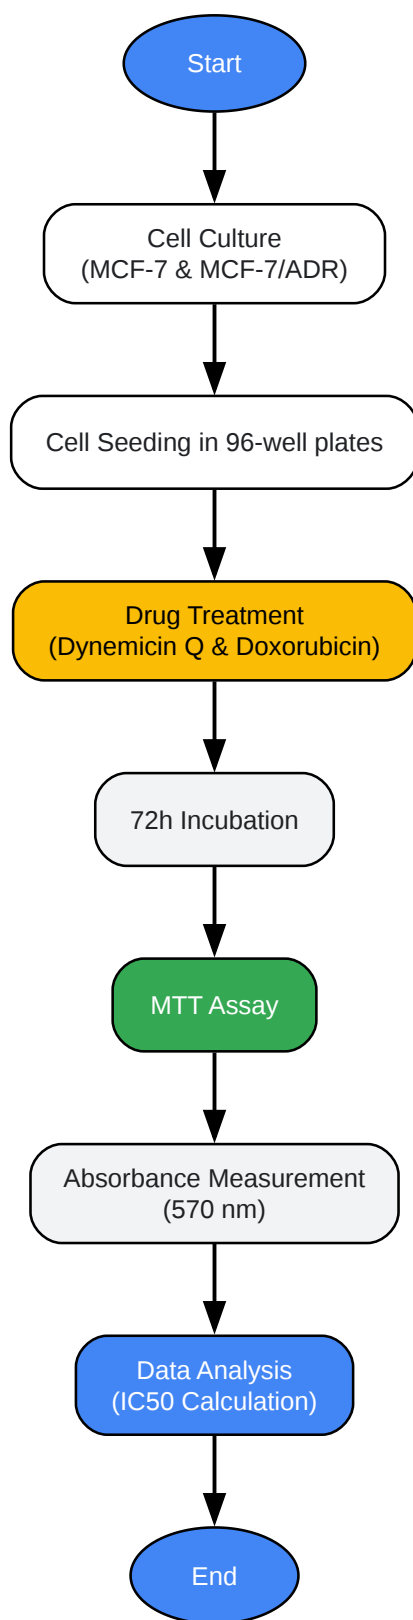 Start
Cell Culture
(MCF-7 & MCF-7/ADR)
Cell Seeding in 96-well plates
Drug Treatment
(Dynemicin Q & Doxorubicin)
72h Incubation
MTT Assay
Absorbance Measurement
(570 nm)
Data Analysis
(IC50 Calculation)
End